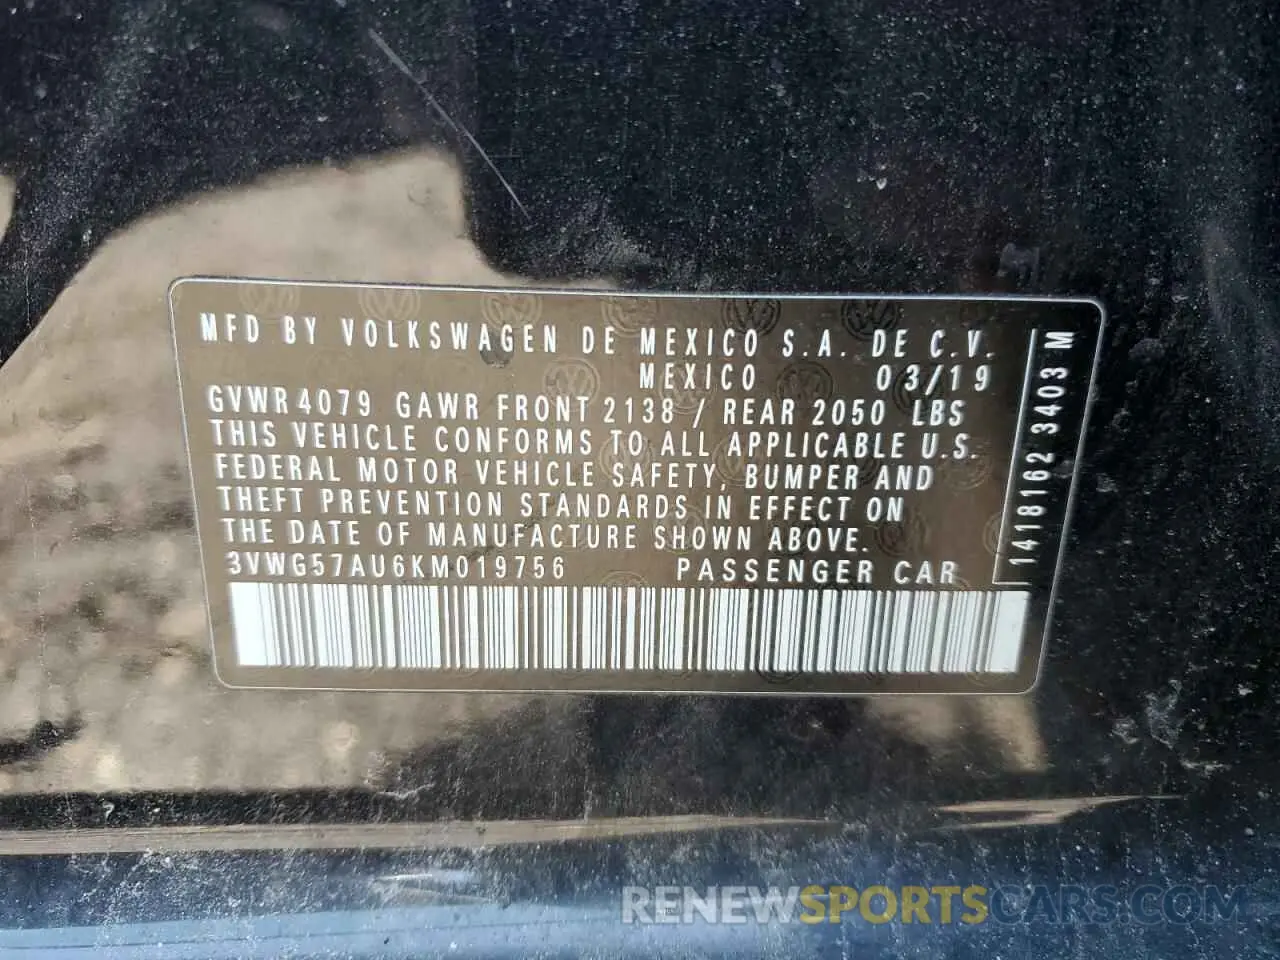 MFD BY VOLKSWAGEN DE MEXICO S.A. DE C.V.
MEXICO 03/19
GVWR 4079 GAWR FRONT 2138 / REAR 2050 LBS
THIS VEHICLE CONFORMS TO ALL APPLICABLE U.S.
FEDERAL MOTOR VEHICLE SAFETY, BUMPER AND
THEFT PREVENTION STANDARDS IN EFFECT ON
THE DATE OF MANUFACTURE SHOWN ABOVE.
3VWG57AU6KM019756 PASSENGER CAR
1418162 3403 M
RENEWSPORTSCARS.COM